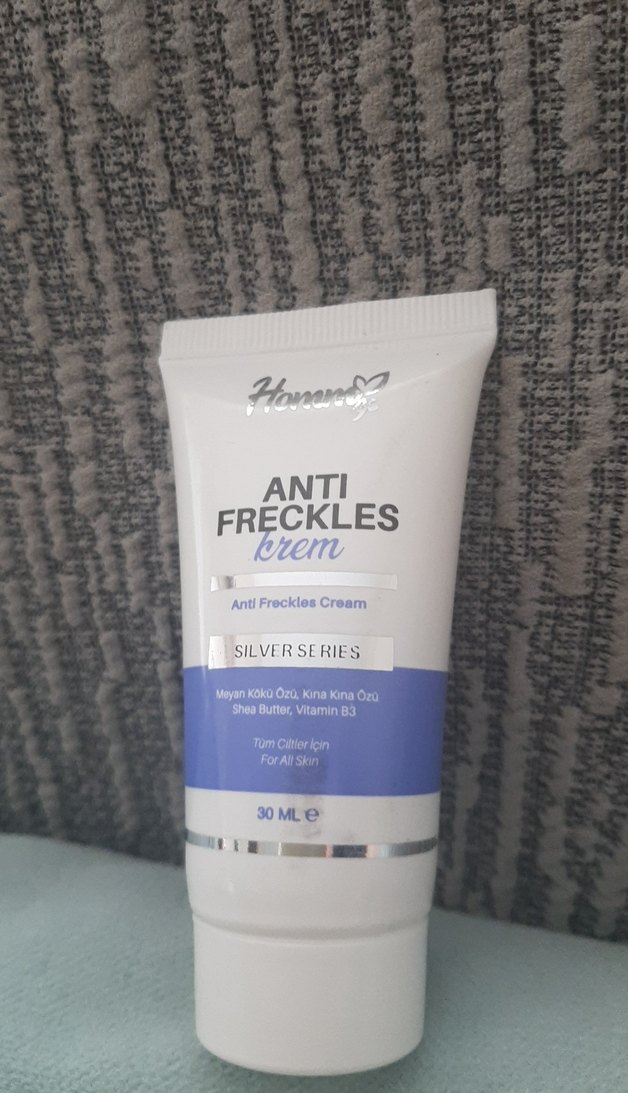 Hommξ
ANTI
FRECKLES
krem
Anti Freckles Cream
SILVER SERIES
Meyan Kökü Özü, Kına Kına Özü
Shea Butter, Vitamin B3
Tüm Ciltler İçin
For All Skin
30 ML ℮